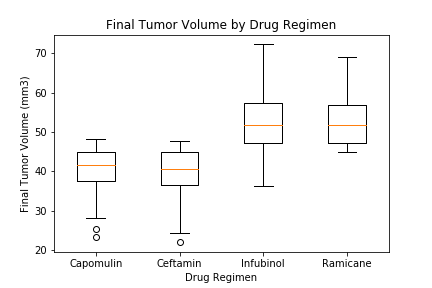 Final Tumor Volume by Drug Regimen
Final Tumor Volume (mm3)
70
60
50
40
30
20
Capomulin Ceftamin Infubinol Ramicane
Drug Regimen